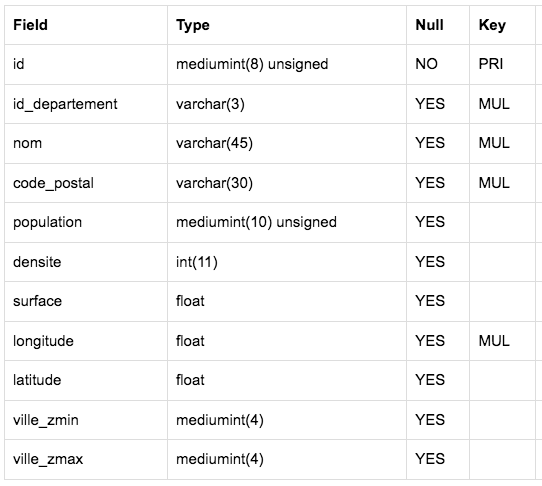 Field Type Null Key
id mediumint(8) unsigned NO PRI
id_departement varchar(3) YES MUL
nom varchar(45) YES MUL
code_postal varchar(30) YES MUL
population mediumint(10) unsigned YES
densite int(11) YES
surface float YES
longitude float YES MUL
latitude float YES
ville_zmin mediumint(4) YES
ville_zmax mediumint(4) YES